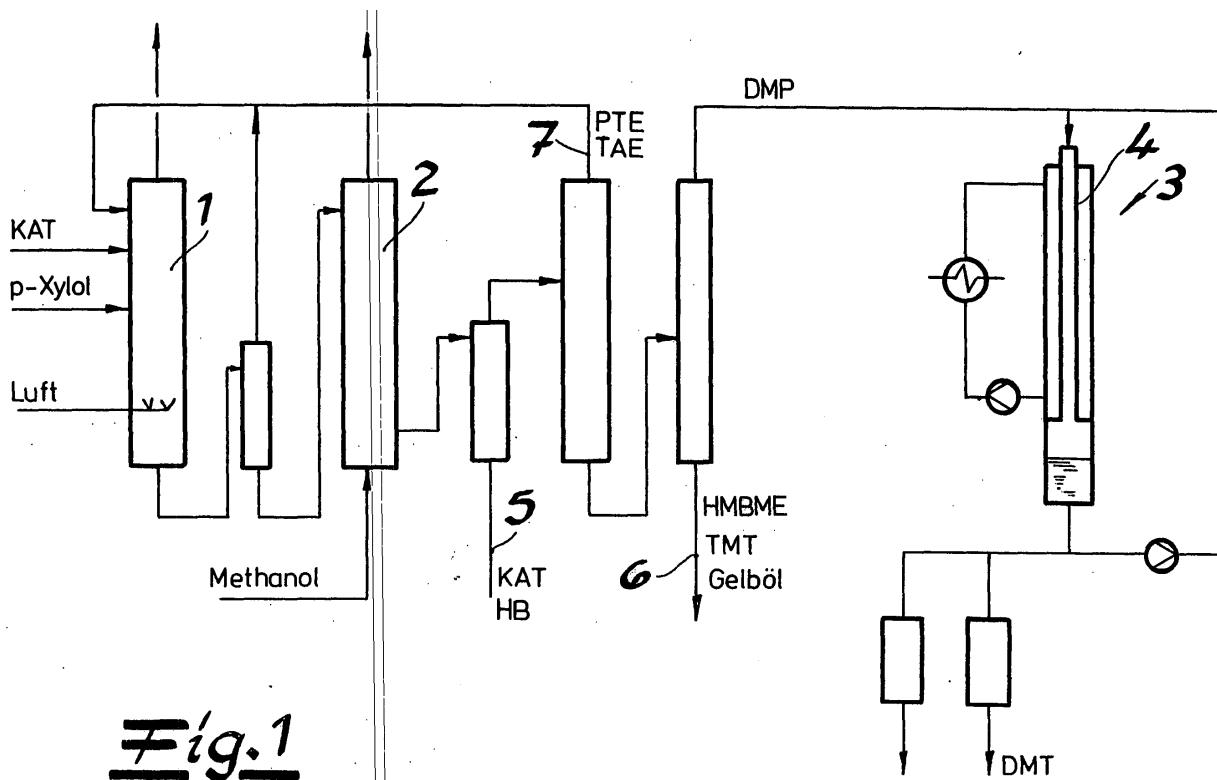 DMP
PTE
7 TAE
4
3
2
1
KAT
p-Xylol
Luft
5
HMBME
TMT
6 Gelböl
Methanol
KAT
HB
Fig.1
DMT